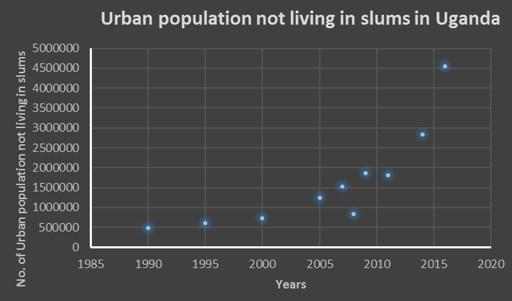 Urban population not living in slums in Uganda
No. of Urban population not living in slums
5000000
4500000
4000000
3500000
3000000
2500000
2000000
1500000
1000000
500000
0
1985 1990 1995 2000 2005 2010 2015 2020
Years